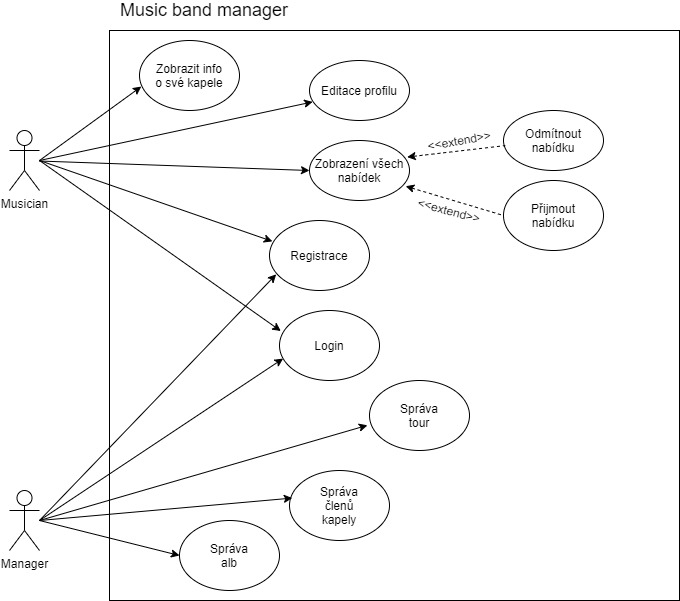 Music band manager
Zobrazit info
o své kapele
Editace profilu
Odmítnout
nabídku
<<extend>>
Zobrazení všech
nabídek
Přijmout
nabídku
<<extend>>
Musician
Registrace
Login
Správa
tour
Správa
členů
kapely
Správa
alb
Manager